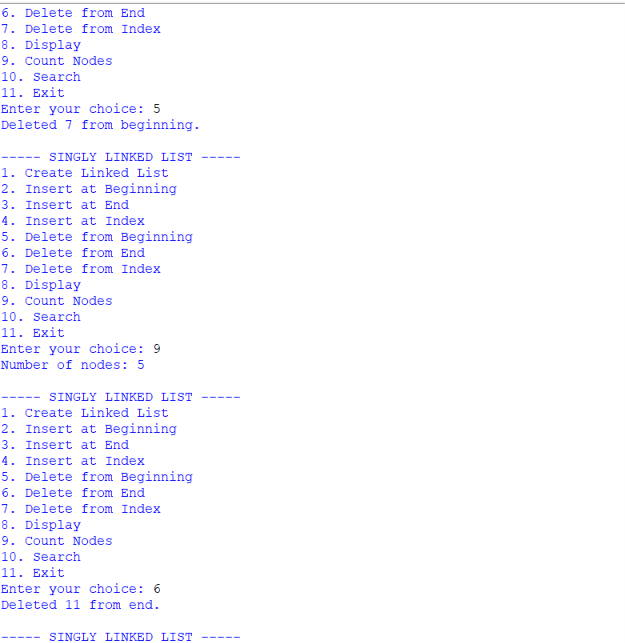 6. Delete from End
7. Delete from Index
8. Display
9. Count Nodes
10. Search
11. Exit
Enter your choice: 5
Deleted 7 from beginning.
----- SINGLY LINKED LIST -----
1. Create Linked List
2. Insert at Beginning
3. Insert at End
4. Insert at Index
5. Delete from Beginning
6. Delete from End
7. Delete from Index
8. Display
9. Count Nodes
10. Search
11. Exit
Enter your choice: 9
Number of nodes: 5
----- SINGLY LINKED LIST -----
1. Create Linked List
2. Insert at Beginning
3. Insert at End
4. Insert at Index
5. Delete from Beginning
6. Delete from End
7. Delete from Index
8. Display
9. Count Nodes
10. Search
11. Exit
Enter your choice: 6
Deleted 11 from end.
----- SINGLY LINKED LIST -----